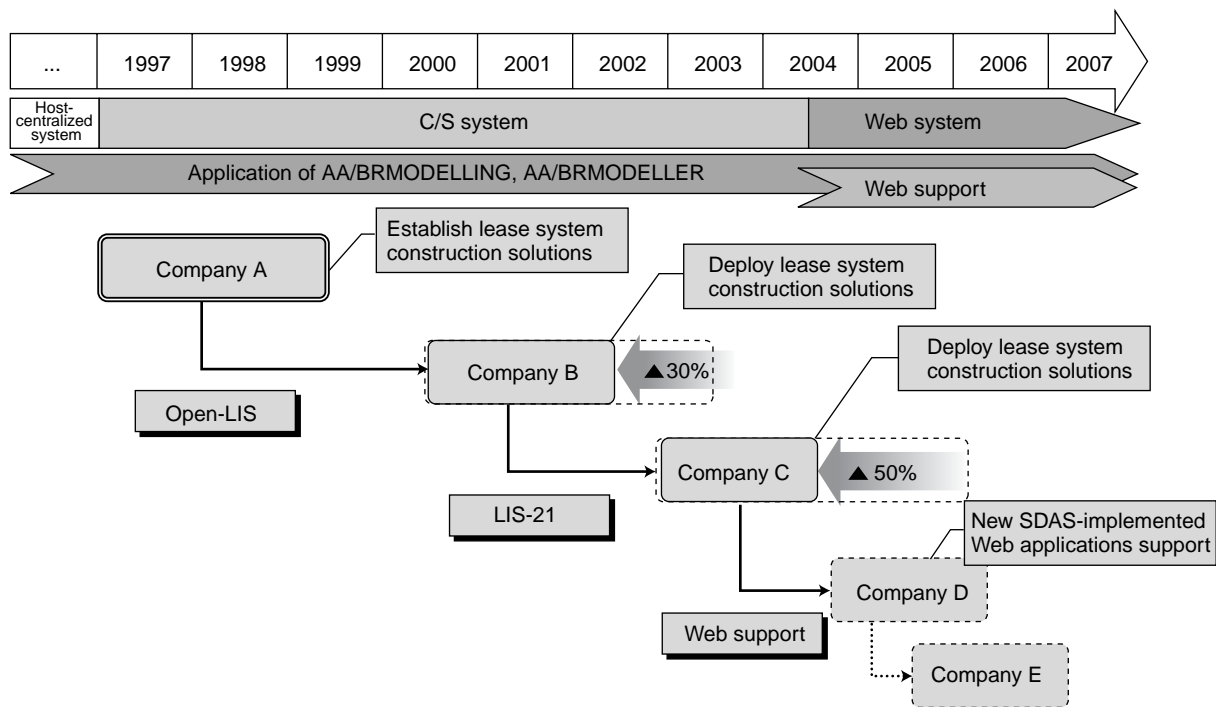 ...
1997
1998
1999
2000
2001
2002
2003
2004
2005
2006
2007
Host-
centralized
system
C/S system
Web system
Application of AA/BRMODELLING, AA/BRMODELLER
Web support
Company A
Establish lease system
construction solutions
Deploy lease system
construction solutions
Company B
▲ 30%
Deploy lease system
construction solutions
Open-LIS
Company C
▲ 50%
LIS-21
New SDAS-implemented
Web applications support
Company D
Web support
Company E